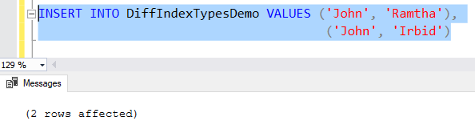 INSERT INTO DiffIndexTypesDemo VALUES ('John', 'Ramtha'),
('John', 'Irbid')
129 %
Messages
(2 rows affected)